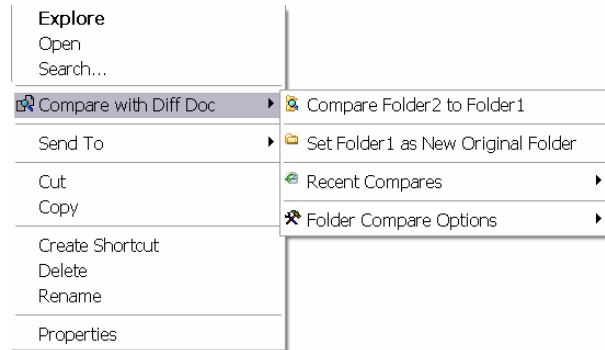 Explore
Open
Search...
Compare with Diff Doc
Send To
Cut
Copy
Create Shortcut
Delete
Rename
Properties
Compare Folder2 to Folder1
Set Folder1 as New Original Folder
Recent Compares
Folder Compare Options